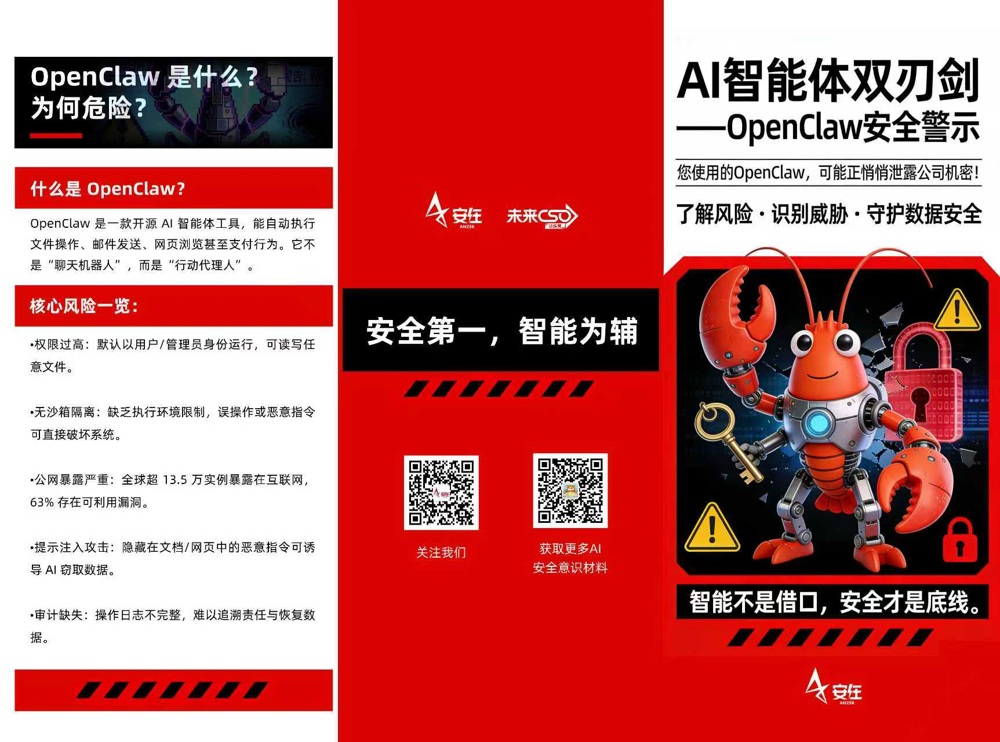 OpenClaw 是什么？
为何危险？
什么是 OpenClaw？
OpenClaw 是一款开源 AI 智能体工具，能自动执行
文件操作、邮件发送、网页浏览甚至支付行为。它不
是“聊天机器人”，而是“行动代理人”。
核心风险一览：
•权限过高：默认以用户/管理员身份运行，可读写任
意文件。
•无沙箱隔离：缺乏执行环境限制，误操作或恶意指令
可直接破坏系统。
•公网暴露严重：全球超 13.5 万实例暴露在互联网，
63% 存在可利用漏洞。
•提示注入攻击：隐藏在文档/网页中的恶意指令可诱
导 AI 窃取数据。
•审计缺失：操作日志不完整，难以追溯责任与恢复数
据。
安在
ANZER
未来CSO
训练营
安全第一，智能为辅
安在
关注我们
获取更多AI
安全意识材料
AI智能体双刃剑
——OpenClaw安全警示
您使用的OpenClaw，可能正悄悄泄露公司机密！
了解风险·识别威胁·守护数据安全
智能不是借口，安全才是底线。
安在
ANZER